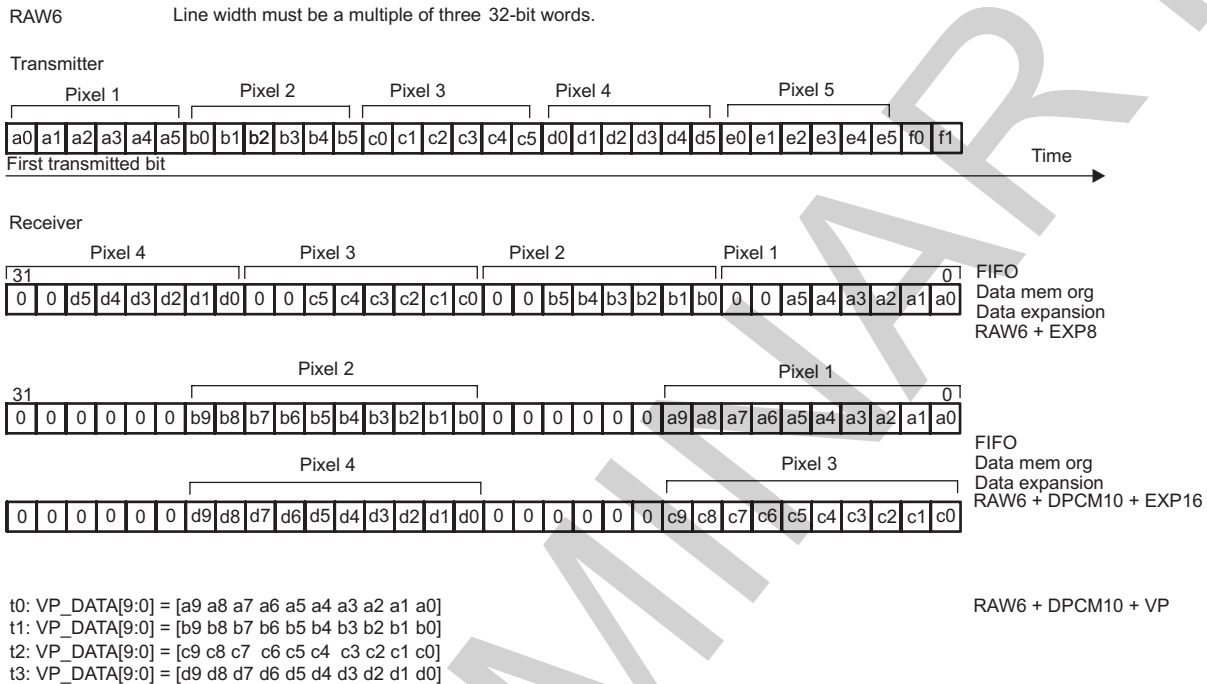 RAW6 Line width must be a multiple of three 32-bit words.
Transmitter
Pixel 1 Pixel 2 Pixel 3 Pixel 4 Pixel 5
a0 a1 a2 a3 a4 a5 b0 b1 b2 b3 b4 b5 c0 c1 c2 c3 c4 c5 d0 d1 d2 d3 d4 d5 e0 e1 e2 e3 e4 e5 f0 f1
First transmitted bit Time
Receiver
Pixel 4 Pixel 3 Pixel 2 Pixel 1
31 0
0 0 d5 d4 d3 d2 d1 d0 0 0 c5 c4 c3 c2 c1 c0 0 0 b5 b4 b3 b2 b1 b0 0 0 a5 a4 a3 a2 a1 a0
FIFO
Data mem org
Data expansion
RAW6 + EXP8
Pixel 2 Pixel 1
31 0
0 0 0 0 0 0 b9 b8 b7 b6 b5 b4 b3 b2 b1 b0 0 0 0 0 0 0 a9 a8 a7 a6 a5 a4 a3 a2 a1 a0
Pixel 4 Pixel 3
0 0 0 0 0 0 d9 d8 d7 d6 d5 d4 d3 d2 d1 d0 0 0 0 0 0 0 c9 c8 c7 c6 c5 c4 c3 c2 c1 c0
FIFO
Data mem org
Data expansion
RAW6 + DPCM10 + EXP16
t0: VP_DATA[9:0] = [a9 a8 a7 a6 a5 a4 a3 a2 a1 a0]
RAW6 + DPCM10 + VP
t1: VP_DATA[9:0] = [b9 b8 b7 b6 b5 b4 b3 b2 b1 b0]
t2: VP_DATA[9:0] = [c9 c8 c7 c6 c5 c4 c3 c2 c1 c0]
t3: VP_DATA[9:0] = [d9 d8 d7 d6 d5 d4 d3 d2 d1 d0]
MINAR